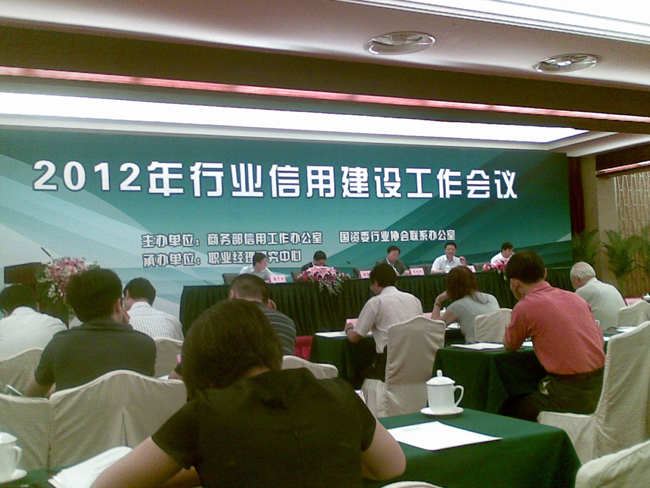 2012年行业信用建设工作会议
主办单位：商务部信用工作办公室 国资委行业协会联系办公室
承办单位：职业经理研究中心